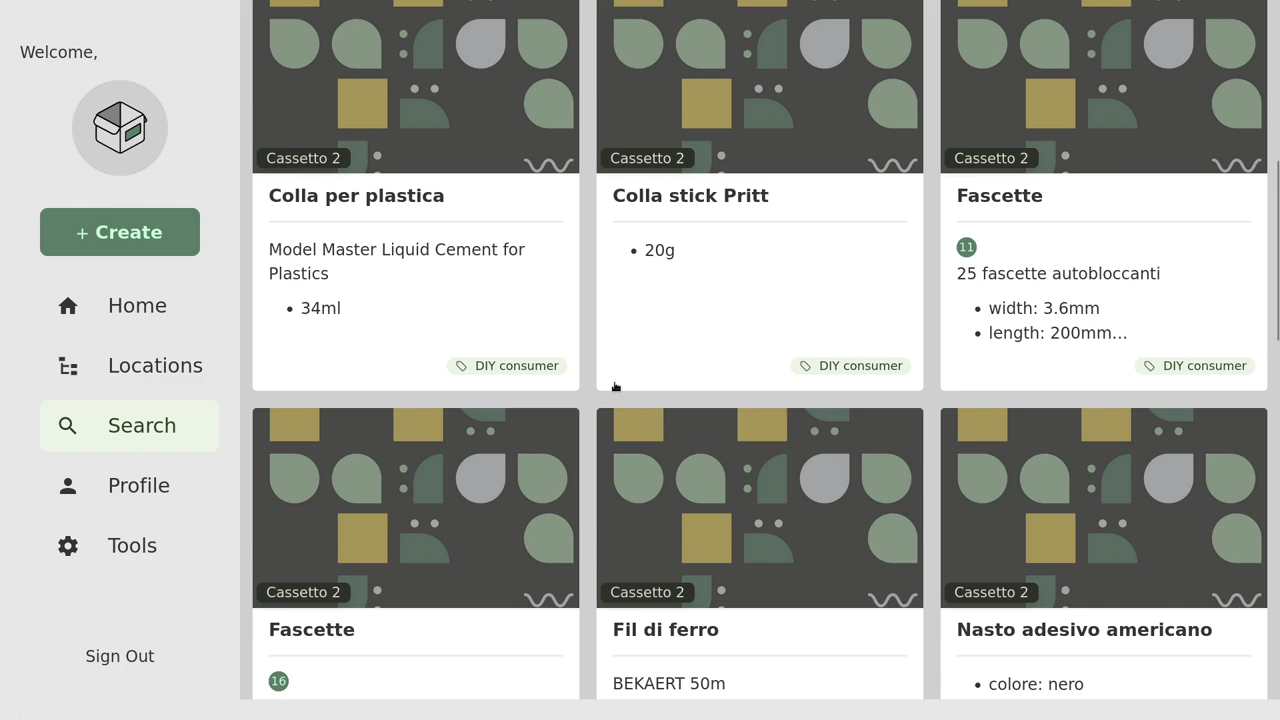 Welcome,
+ Create
Home
Locations
Search
Profile
Tools
Sign Out
Cassetto 2
Colla per plastica
Model Master Liquid Cement for
Plastics
• 34ml
DIY consumer
Cassetto 2
Colla stick Pritt
• 20g
DIY consumer
Cassetto 2
Fascette
11
25 fascette autobloccanti
• width: 3.6mm
• length: 200mm…
DIY consumer
Cassetto 2
Fascette
16
Cassetto 2
Fil di ferro
BEKAERT 50m
Cassetto 2
Nasto adesivo americano
• colore: nero